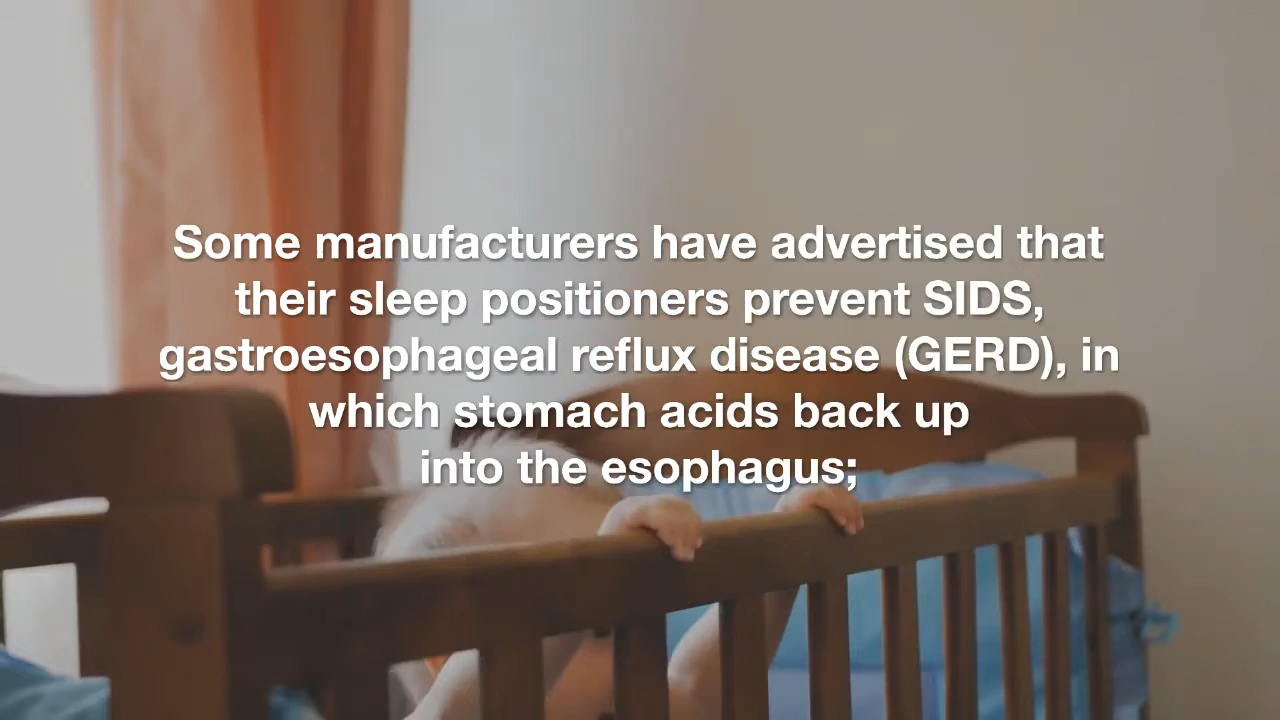 Some manufacturers have advertised that
their sleep positioners prevent SIDS,
gastroesophageal reflux disease (GERD), in
which stomach acids back up
into the esophagus;